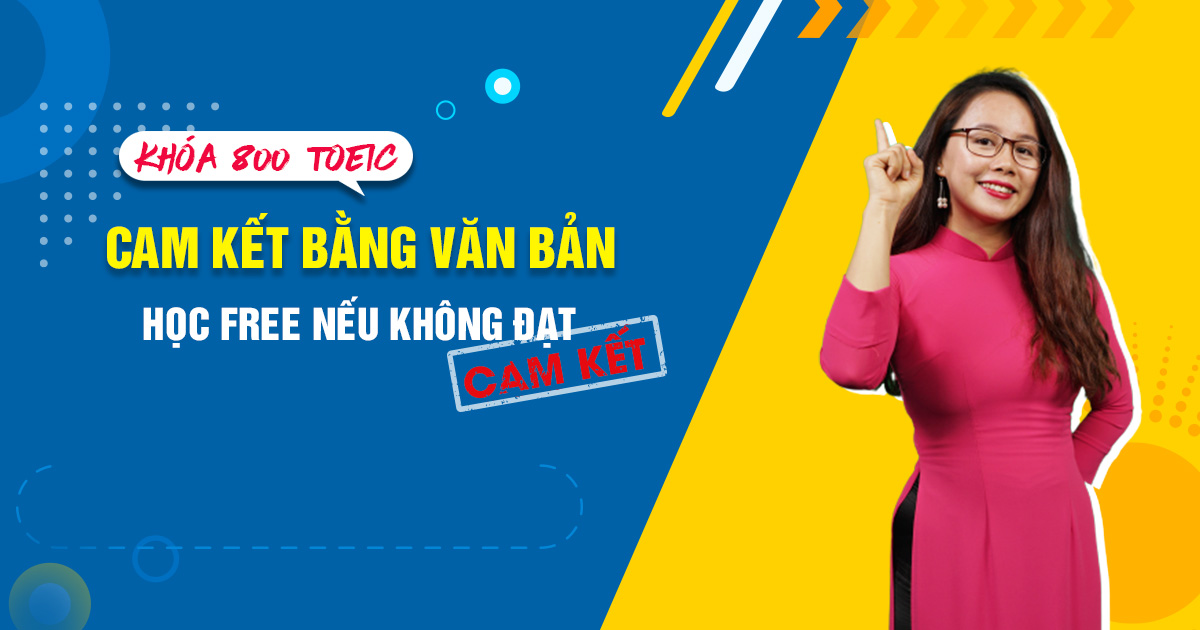 KHÓA 800 TOEIC
CAM KẾT BẰNG VĂN BẢN
HỌC FREE NẾU KHÔNG ĐẠT
CAM KẾT